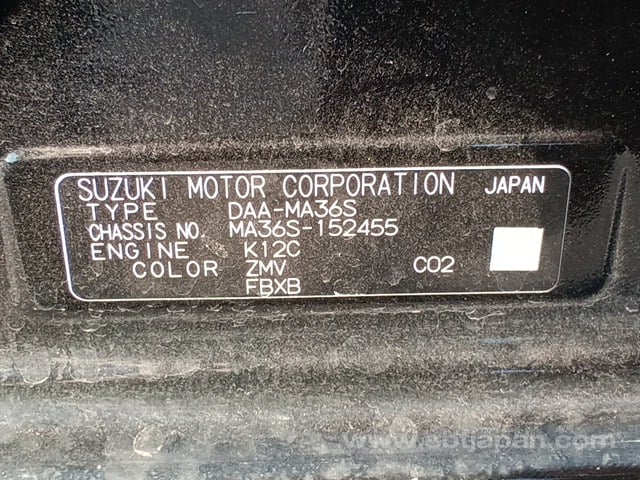 SUZUKI MOTOR CORPORATION JAPAN
TYPE DAA-MA36S
CHASSIS NO. MA36S-152455
ENGINE K12C
COLOR ZMV C02
FBXB
www.ebtjapan.com